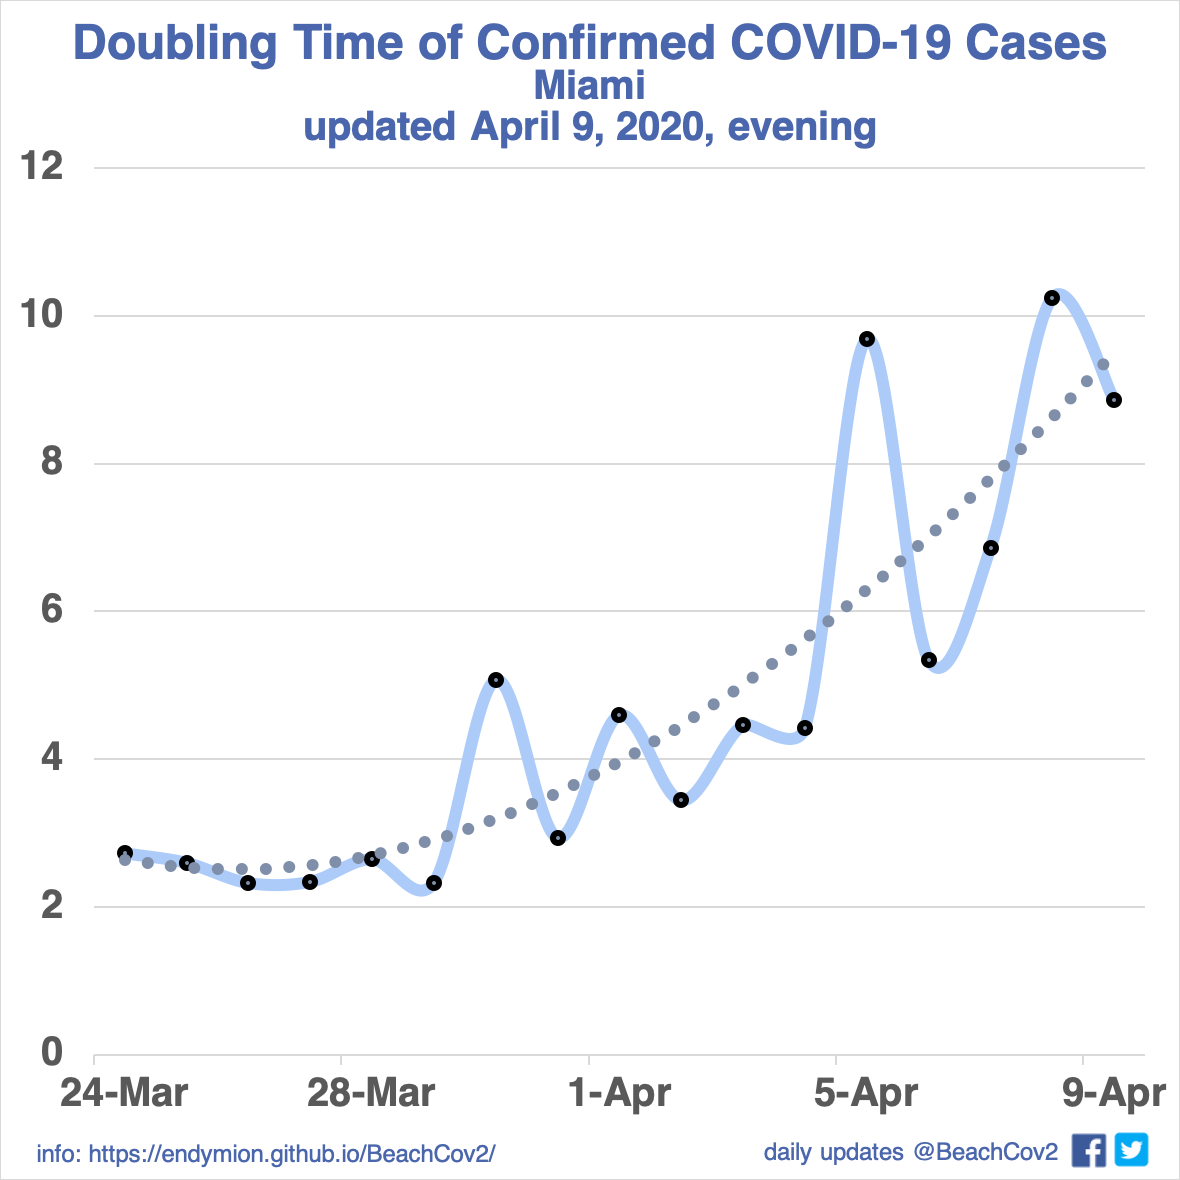 Doubling Time of Confirmed COVID-19 Cases
Miami
updated April 9, 2020, evening
12
10
8
6
4
2
0
24-Mar 28-Mar 1-Apr 5-Apr 9-Apr
info: https://endymion.github.io/BeachCov2/ daily updates @BeachCov2